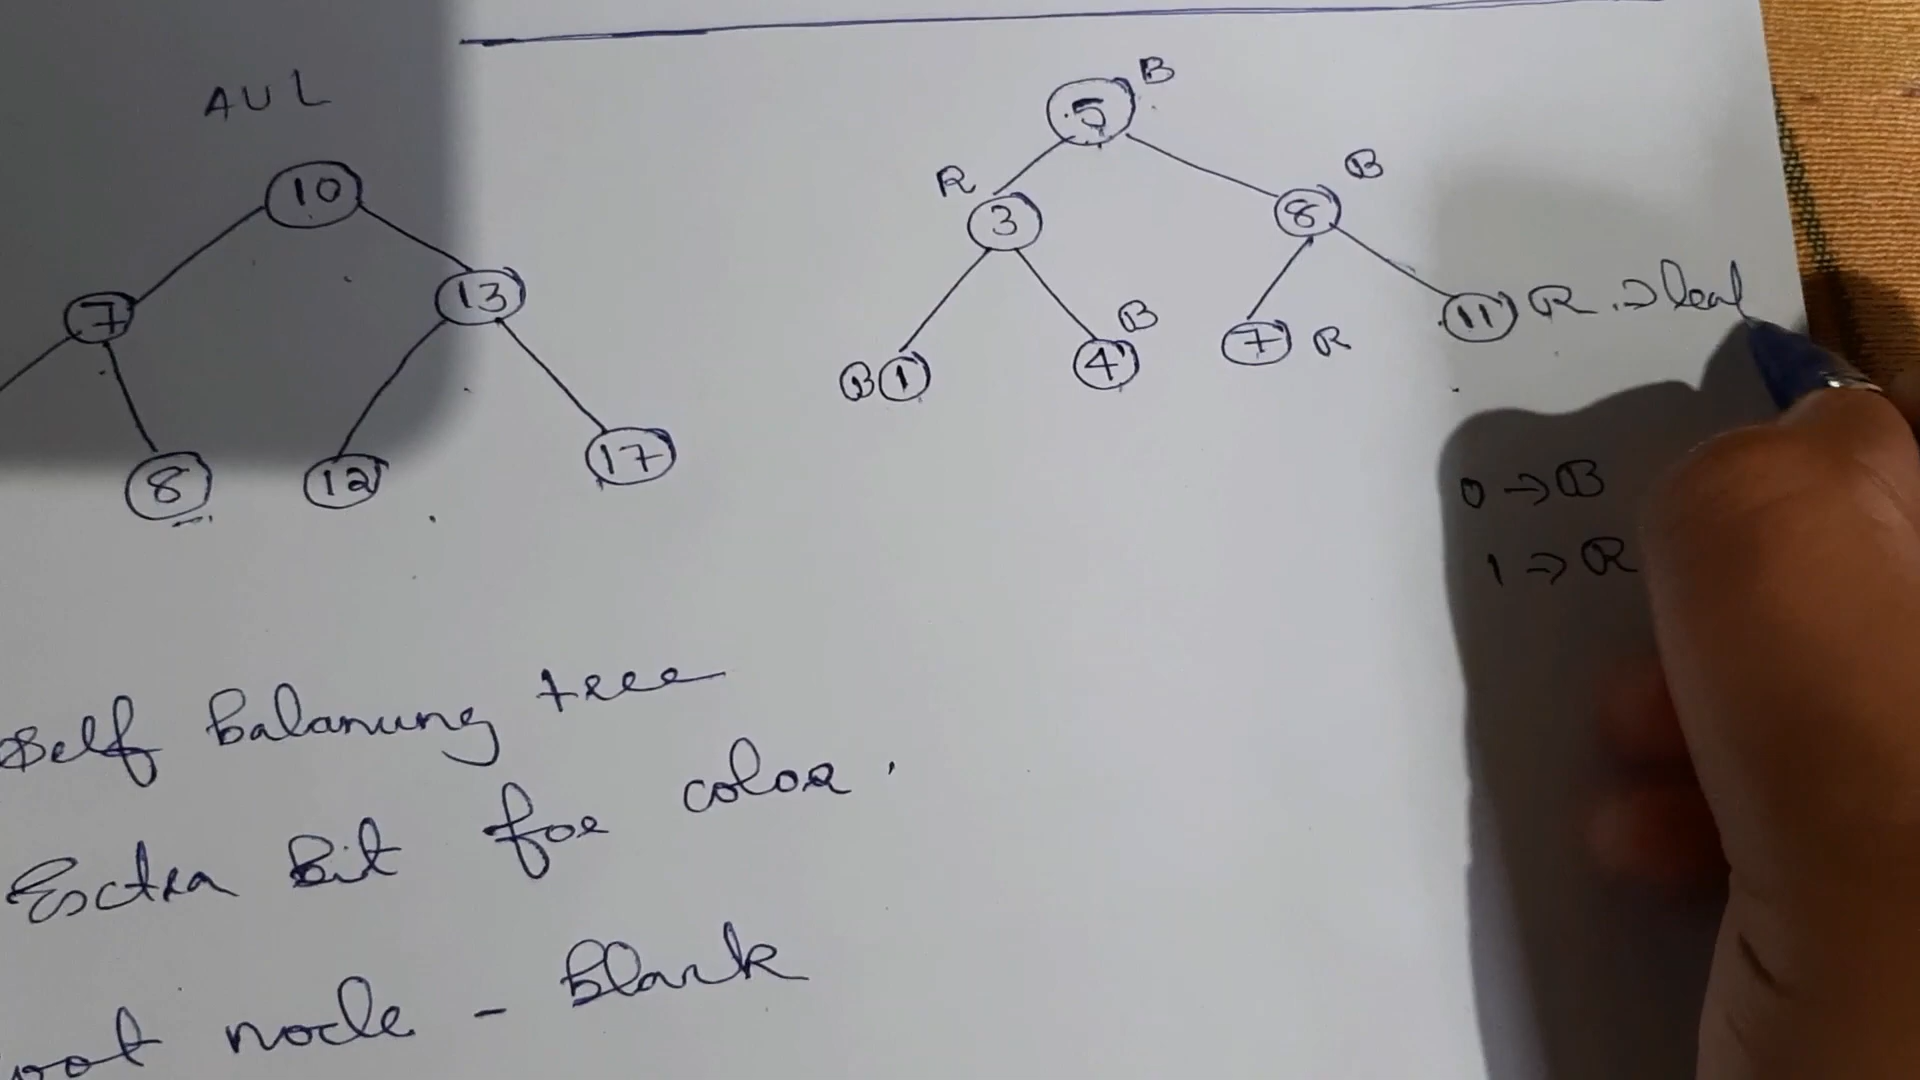 AVL
10
7
13
8
12
17
5 B
R 3
8 B
B 1
4 B
7 R
11 R ⇒ leaf
0 → B
1 ⇒ R
Self Balancing tree
Extra Bit for color.
node - Black